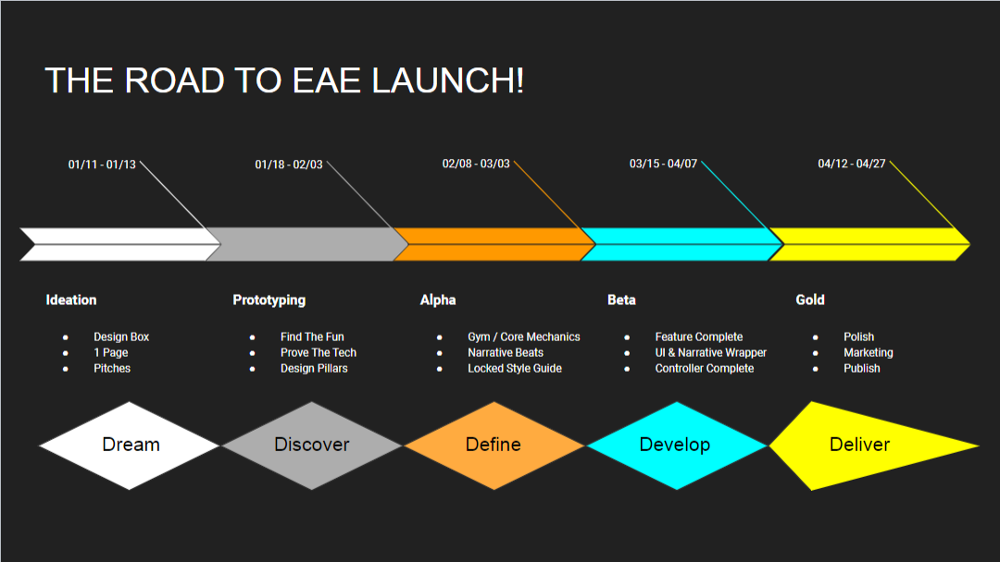 THE ROAD TO EAE LAUNCH!
01/11 - 01/13
01/18 - 02/03
02/08 - 03/03
03/15 - 04/07
04/12 - 04/27
Ideation
● Design Box
● 1 Page
● Pitches
Prototyping
● Find The Fun
● Prove The Tech
● Design Pillars
Alpha
● Gym / Core Mechanics
● Narrative Beats
● Locked Style Guide
Beta
● Feature Complete
● UI & Narrative Wrapper
● Controller Complete
Gold
● Polish
● Marketing
● Publish
Dream
Discover
Define
Develop
Deliver